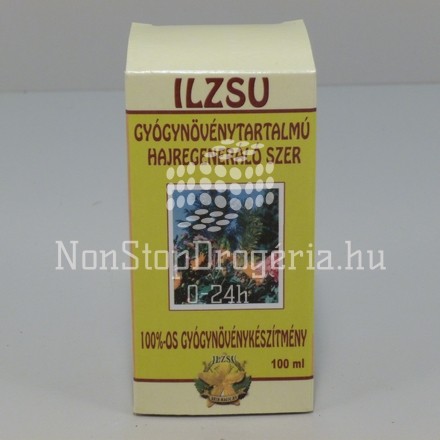 ILZSU
GYÓGYNÖVÉNYTARTALMÚ
HAJREGENERÁLÓ SZER
NonStopDrogéria.hu
0-24h
100%-OS GYÓGYNÖVÉNYKÉSZÍTMÉNY
ILZSU
100 ml